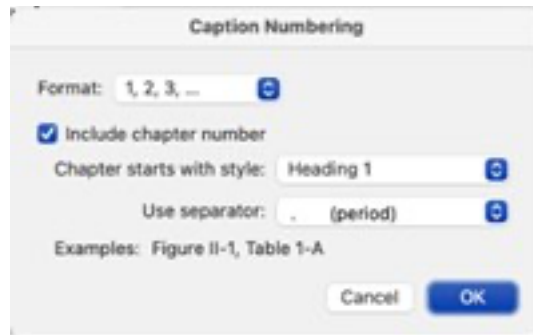 Caption Numbering
Format: 1, 2, 3, ...
Include chapter number
Chapter starts with style: Heading 1
Use separator: . (period)
Examples: Figure II-1, Table 1-A
Cancel OK